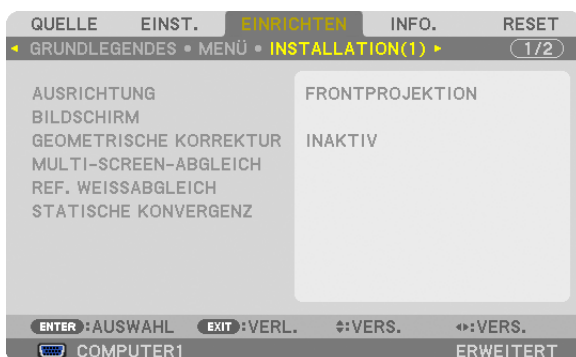 QUELLE EINST. EINRICHTEN INFO. RESET
GRUNDLEGENDES • MENÜ • INSTALLATION(1) 1/2
AUSRICHTUNG FRONTPROJEKTION
BILDSCHIRM
GEOMETRISCHE KORREKTUR INAKTIV
MULTI-SCREEN-ABGLEICH
REF. WEISSABGLEICH
STATISCHE KONVERGENZ
ENTER :AUSWAHL EXIT :VERL. :VERS. :VERS.
COMPUTER1 ERWEITERT